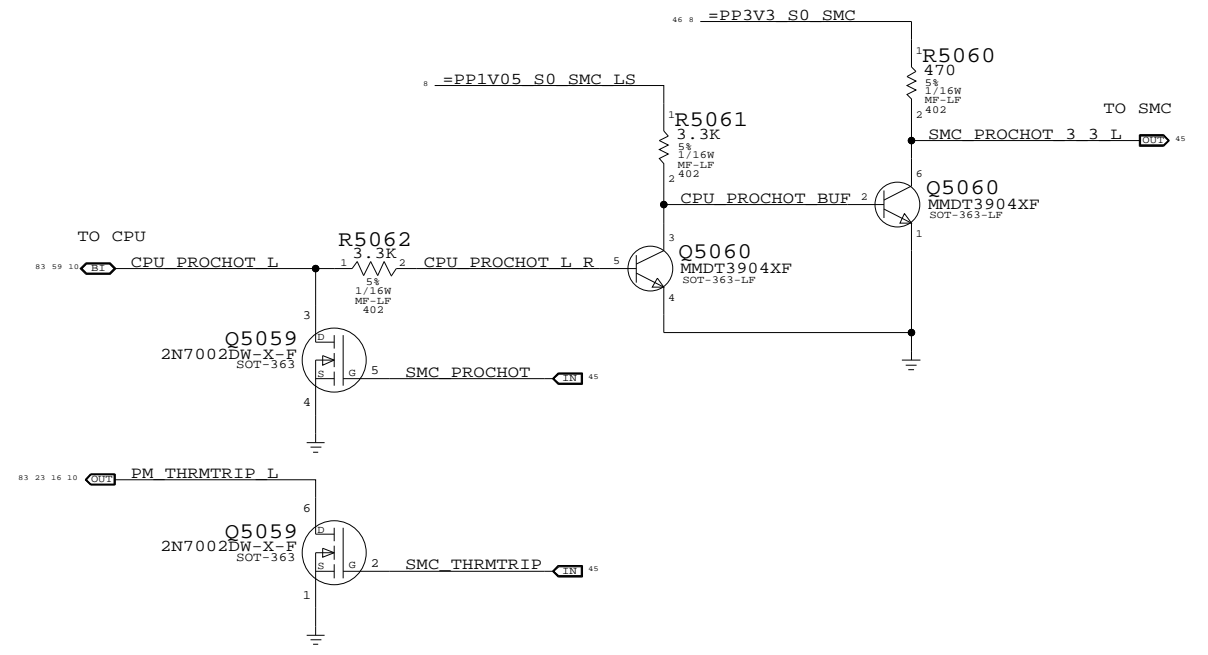 46 8 =PP3V3_S0_SMC
1 R5060
470
5%
1/16W
MF-LF
2 402
8 =PP1V05_S0_SMC_LS
TO SMC
1 R5061
3.3K
5%
1/16W
MF-LF
2 402
SMC_PROCHOT_3_3_L OUT 45
6
CPU_PROCHOT_BUF 2
Q5060
MMDT3904XF
SOT-363-LF
1
TO CPU
83 59 10 BI CPU_PROCHOT_L
R5062
3.3K
1 2
5%
1/16W
MF-LF
402
CPU_PROCHOT_L_R 5
3
Q5060
MMDT3904XF
SOT-363-LF
4
3
Q5059
2N7002DW-X-F
SOT-363
D
S G 5
SMC_PROCHOT IN 45
4
83 23 16 10 OUT PM_THRMTRIP_L
6
Q5059
2N7002DW-X-F
SOT-363
D
S G 2
SMC_THRMTRIP IN 45
1